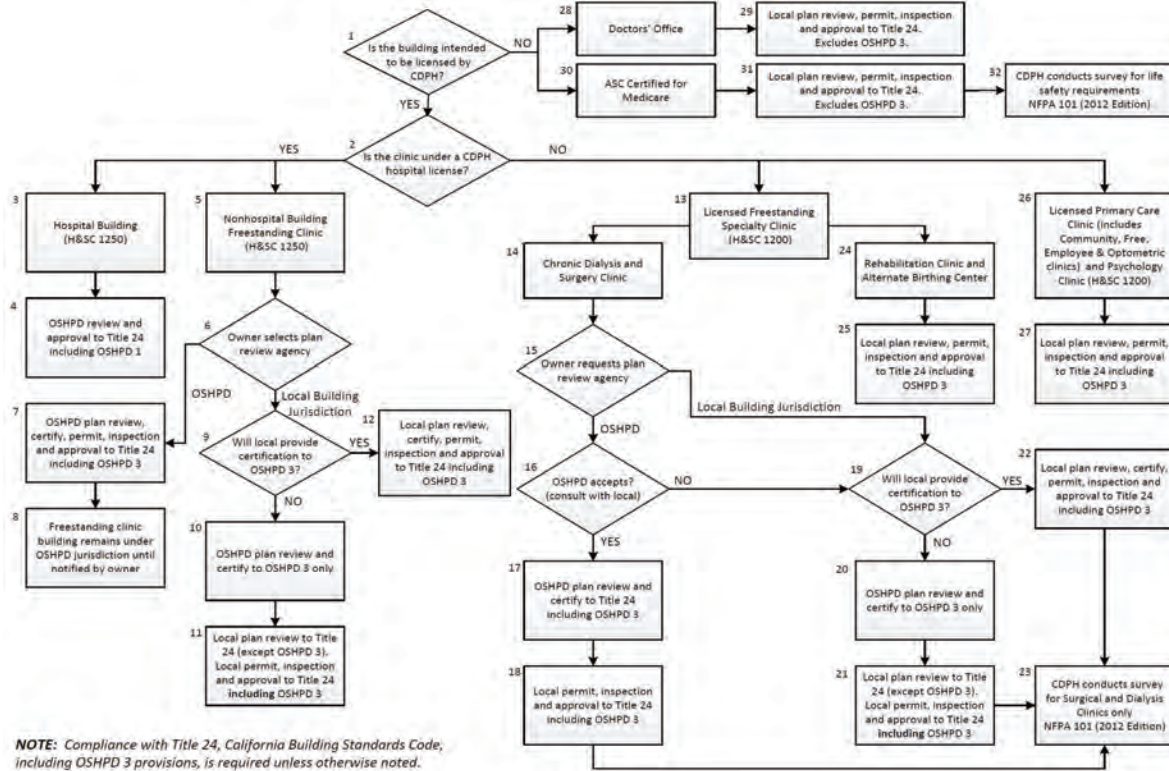 1
Is the building intended
to be licensed by
CDPH?
NO
YES
28
Doctors' Office
29
Local plan review, permit, inspection
and approval to Title 24.
Excludes OSHPD 3.
30
ASC Certified for
Medicare
31
Local plan review, permit, inspection
and approval to Title 24.
Excludes OSHPD 3.
32
CDPH conducts survey for life
safety requirements
NFPA 101 (2012 Edition)
2
Is the clinic under a CDPH
hospital license?
YES
NO
3
Hospital Building
(H&SC 1250)
4
OSHPD review and
approval to Title 24
including OSHPD 1
5
Nonhospital Building
Freestanding Clinic
(H&SC 1250)
6
Owner selects plan
review agency
OSHPD
Local Building
Jurisdiction
7
OSHPD plan review,
certify, permit, inspection
and approval to Title 24
including OSHPD 3
8
Freestanding clinic
building remains under
OSHPD jurisdiction until
notified by owner
9
Will local provide
certification to
OSHPD 3?
YES
NO
12
Local plan review,
certify, permit,
inspection and approval
to Title 24 including
OSHPD 3
10
OSHPD plan review and
certify to OSHPD 3 only
11
Local plan review to Title
24 (except OSHPD 3).
Local permit, inspection
and approval to Title 24
including OSHPD 3
13
Licensed Freestanding
Specialty Clinic
(H&SC 1200)
14
Chronic Dialysis and
Surgery Clinic
15
Owner requests plan
review agency
OSHPD
Local Building Jurisdiction
16
OSHPD accepts?
(consult with local)
NO
YES
17
OSHPD plan review and
certify to Title 24
including OSHPD 3
18
Local permit, inspection
and approval to Title 24
including OSHPD 3
24
Rehabilitation Clinic and
Alternate Birthing Center
25
Local plan review, permit,
inspection and approval
to Title 24 including
OSHPD 3
19
Will local provide
certification to
OSHPD 3?
YES
NO
20
OSHPD plan review and
certify to OSHPD 3 only
21
Local plan review to Title
24 (except OSHPD 3).
Local permit, inspection
and approval to Title 24
including OSHPD 3
26
Licensed Primary Care
Clinic (includes
Community, Free,
Employee & Optometric
clinics) and Psychology
Clinic (H&SC 1200)
27
Local plan review, permit,
inspection and approval
to Title 24 including
OSHPD 3
22
Local plan review, certify,
permit, inspection and
approval to Title 24
including OSHPD 3
23
CDPH conducts survey
for Surgical and Dialysis
Clinics only
NFPA 101 (2012 Edition)
NOTE: Compliance with Title 24, California Building Standards Code,
including OSHPD 3 provisions, is required unless otherwise noted.